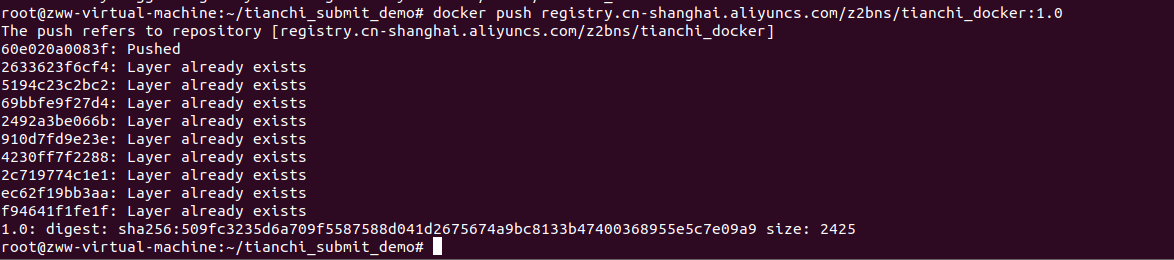 root@zww-virtual-machine:~/tianchi_submit_demo# docker push registry.cn-shanghai.aliyuncs.com/z2bns/tianchi_docker:1.0
The push refers to repository [registry.cn-shanghai.aliyuncs.com/z2bns/tianchi_docker]
60e020a0083f: Pushed
2633623f6cf4: Layer already exists
5194c23c2bc2: Layer already exists
69bbfe9f27d4: Layer already exists
2492a3be066b: Layer already exists
910d7fd9e23e: Layer already exists
4230ff7f2288: Layer already exists
2c719774c1e1: Layer already exists
ec62f19bb3aa: Layer already exists
f94641f1fe1f: Layer already exists
1.0: digest: sha256:509fc3235d6a709f5587588d041d2675674a9bc8133b47400368955e5c7e09a9 size: 2425
root@zww-virtual-machine:~/tianchi_submit_demo#